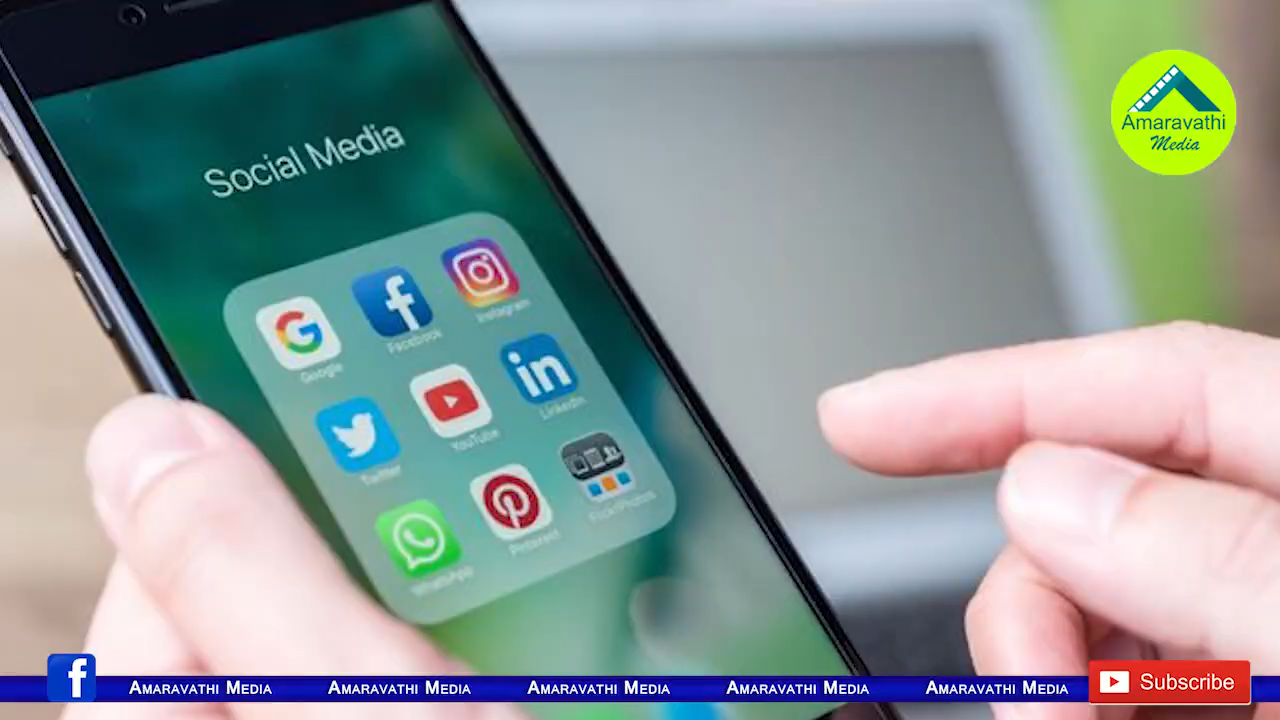 Social Media
Google
Facebook
Instagram
Twitter
YouTube
LinkedIn
WhatsApp
Pinterest
Amaravathi
Media
AMARAVATHI MEDIA AMARAVATHI MEDIA AMARAVATHI MEDIA AMARAVATHI MEDIA AMARAVATHI MEDIA
Subscribe